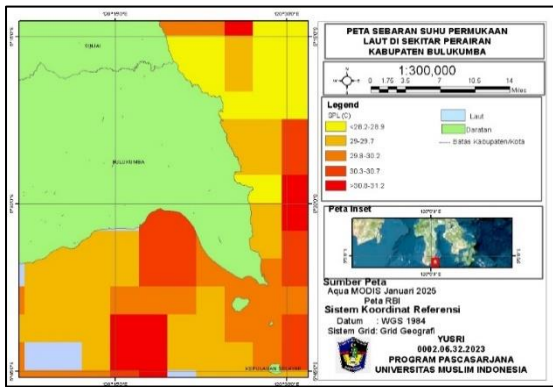 PETA SEBARAN SUHU PERMUKAAN
LAUT DI SEKITAR PERAIRAN
KABUPATEN BULUKUMBA
1:300,000
0 1.75 3.5 7 10.5 14
Miles
Legend
SPL (C)
<28.2-28.9
29-29.7
29.8-30.2
30.3-30.7
>30.8-31.2
Laut
Daratan
Batas Kabupaten/Kota
Peta Inset
Sumber Peta
Aqua MODIS Januari 2025
Peta RBI
Sistem Koordinat Referensi
Datum : WGS 1984
Sistem Grid: Grid Geografi
YUSRI
0002.06.32.2023
PROGRAM PASCASARJANA
UNIVERSITAS MUSLIM INDONESIA
SINJAI
BULUKUMBA
KEPULAUAN SELAYAR